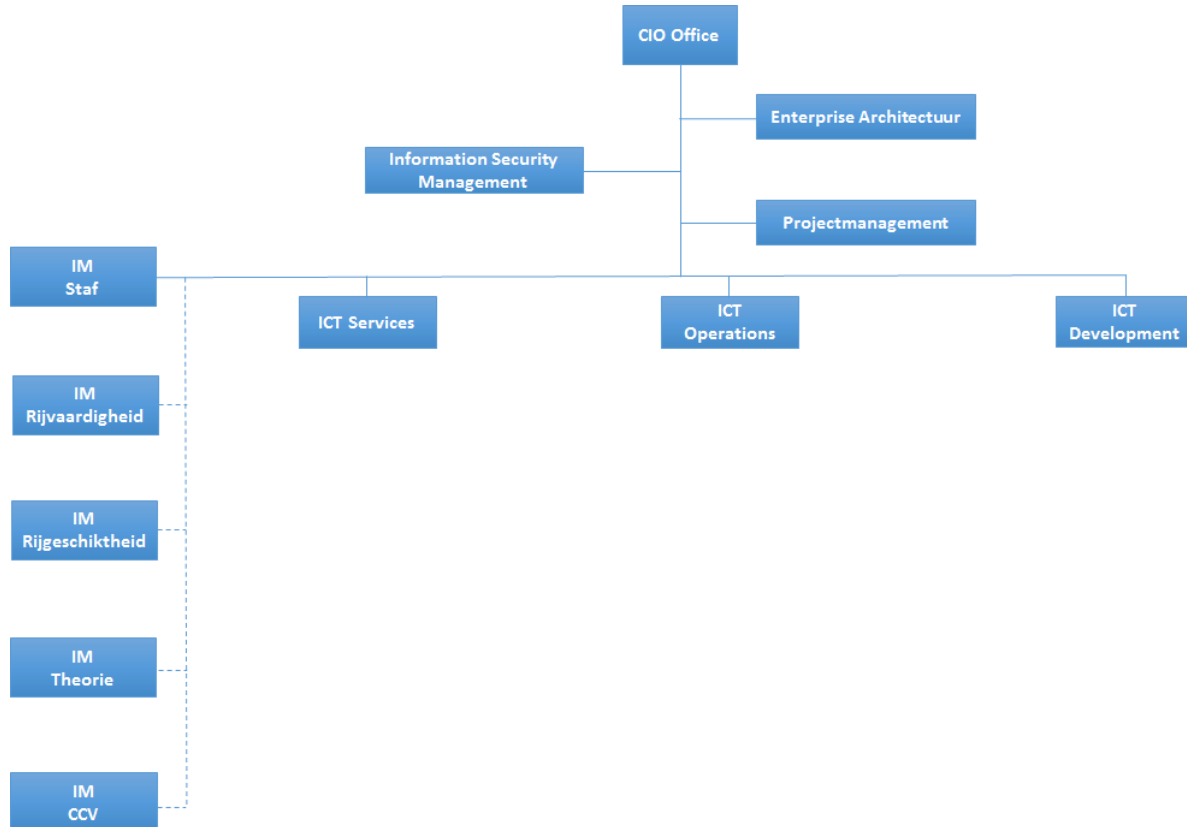 CIO Office
Enterprise Architectuur
Information Security
Management
Projectmanagement
IM
Staf
ICT Services
ICT
Operations
ICT
Development
IM
Rijvaardigheid
IM
Rijgeschiktheid
IM
Theorie
IM
CCV